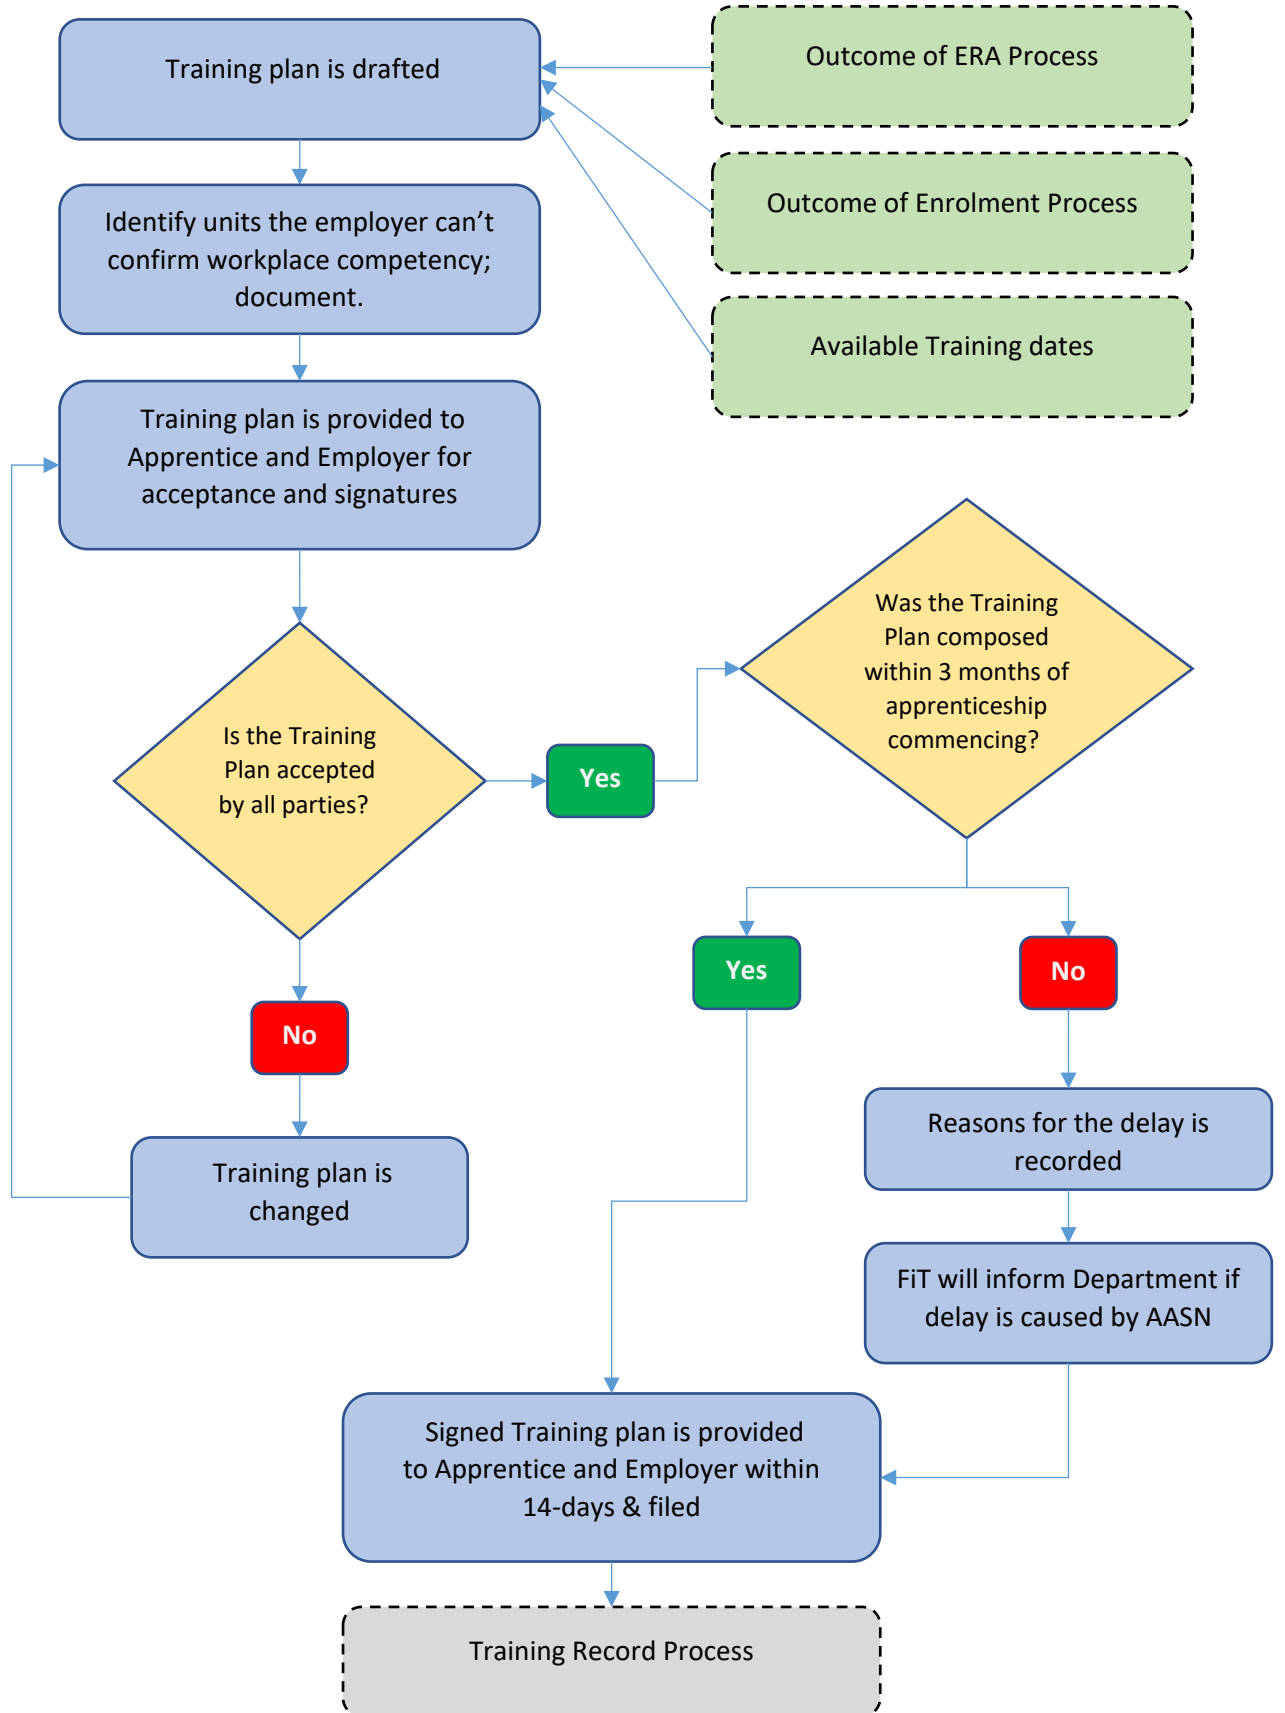 Training plan is drafted
Outcome of ERA Process
Outcome of Enrolment Process
Available Training dates
Identify units the employer can’t
confirm workplace competency;
document.
Training plan is provided to
Apprentice and Employer for
acceptance and signatures
Is the Training
Plan accepted
by all parties?
Yes
Was the Training
Plan composed
within 3 months of
apprenticeship
commencing?
No
Training plan is
changed
Yes
No
Reasons for the delay is
recorded
FiT will inform Department if
delay is caused by AASN
Signed Training plan is provided
to Apprentice and Employer within
14-days & filed
Training Record Process